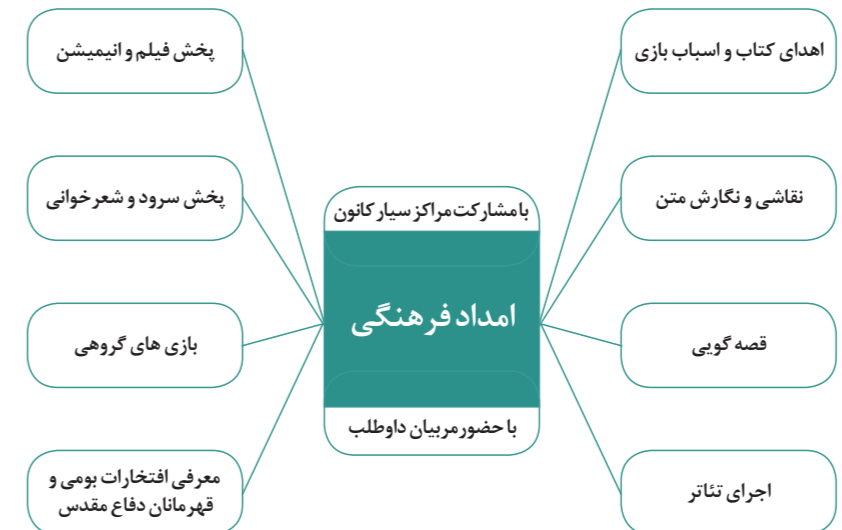 اهدای کتاب و اسباب بازی
نقاشی و نگارش متن
قصه گویی
اجرای تئاتر
با مشارکت مراکز سیار کانون
امداد فرهنگی
با حضور مربیان داوطلب
پخش فیلم و انیمیشن
پخش سرود و شعرخوانی
بازی های گروهی
معرفی افتخارات بومی و
قهرمانان دفاع مقدس